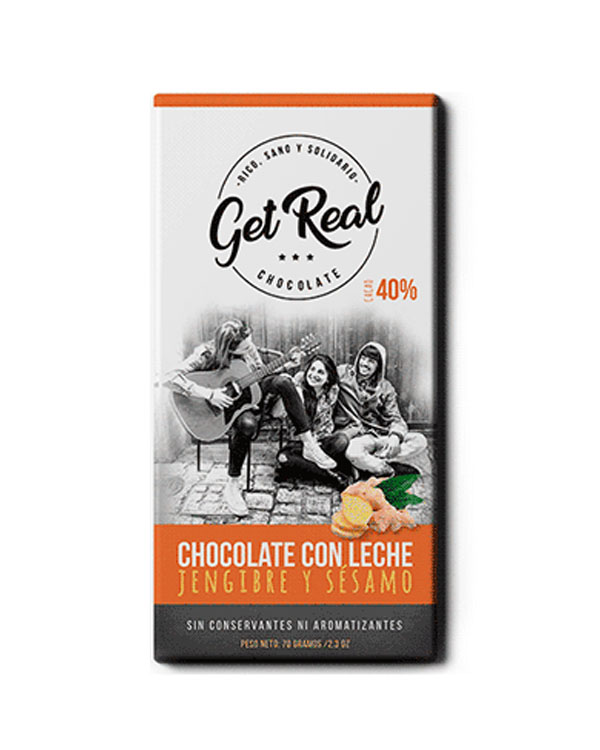 ·RICO, SANO Y SOLIDARIO·
Get Real
CHOCOLATE
CACAO 40%
CHOCOLATE CON LECHE
JENGIBRE Y SÉSAMO
SIN CONSERVANTES NI AROMATIZANTES
PESO NETO: 70 GRAMOS /2.3 OZ